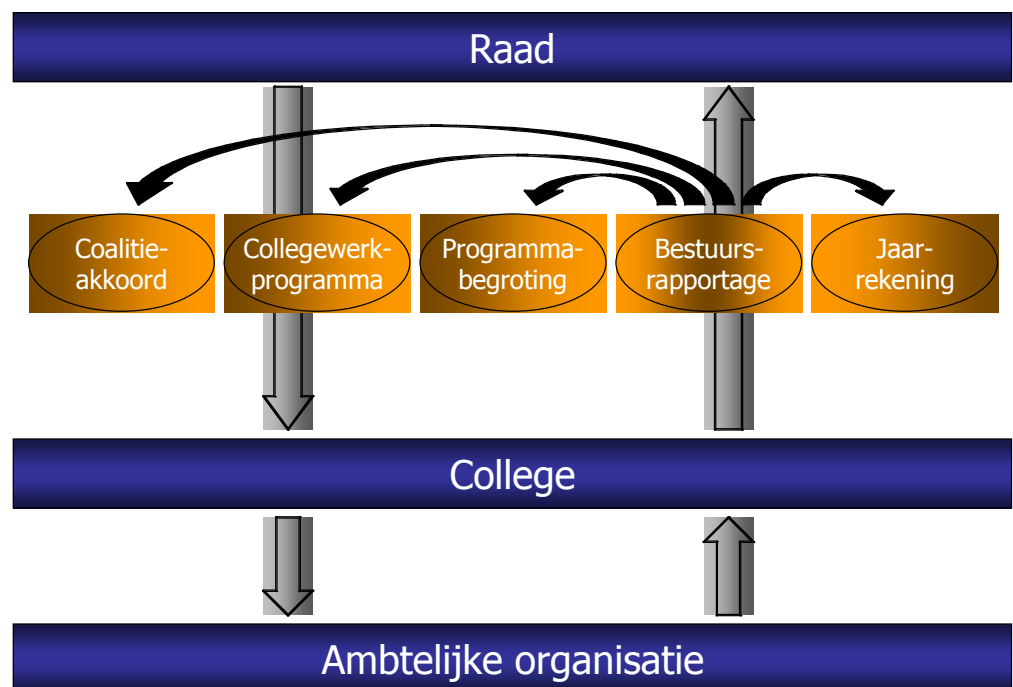 Raad
Coalitie-
akkoord
Collegewerk-
programma
Programma-
begroting
Bestuurs-
rapportage
Jaar-
rekening
College
Ambtelijke organisatie